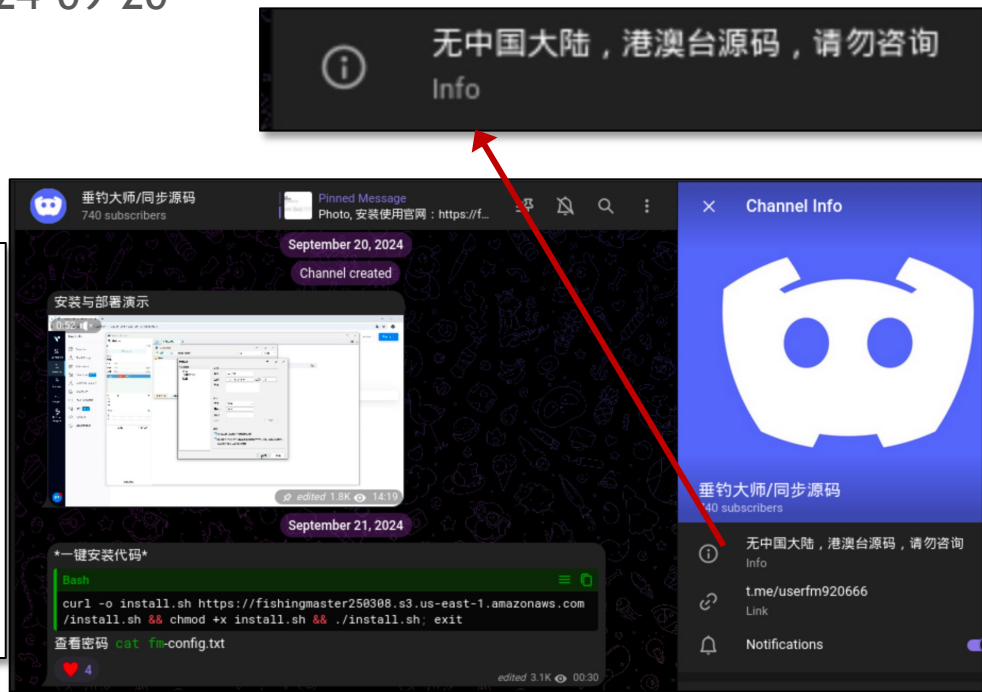 无中国大陆，港澳台源码，请勿咨询
Info
垂钓大师/同步源码
740 subscribers
Pinned Message
Photo, 安装使用官网：https://f...
Channel Info
September 20, 2024
Channel created
安装与部署演示
0:52
edited 1.8K 14:19
September 21, 2024
*一键安装代码*
Bash
curl -o install.sh https://fishingmaster250308.s3.us-east-1.amazonaws.com
/install.sh && chmod +x install.sh && ./install.sh; exit
查看密码 cat fm-config.txt
4
edited 3.1K 00:30
垂钓大师/同步源码
740 subscribers
无中国大陆，港澳台源码，请勿咨询
Info
t.me/userfm920666
Link
Notifications